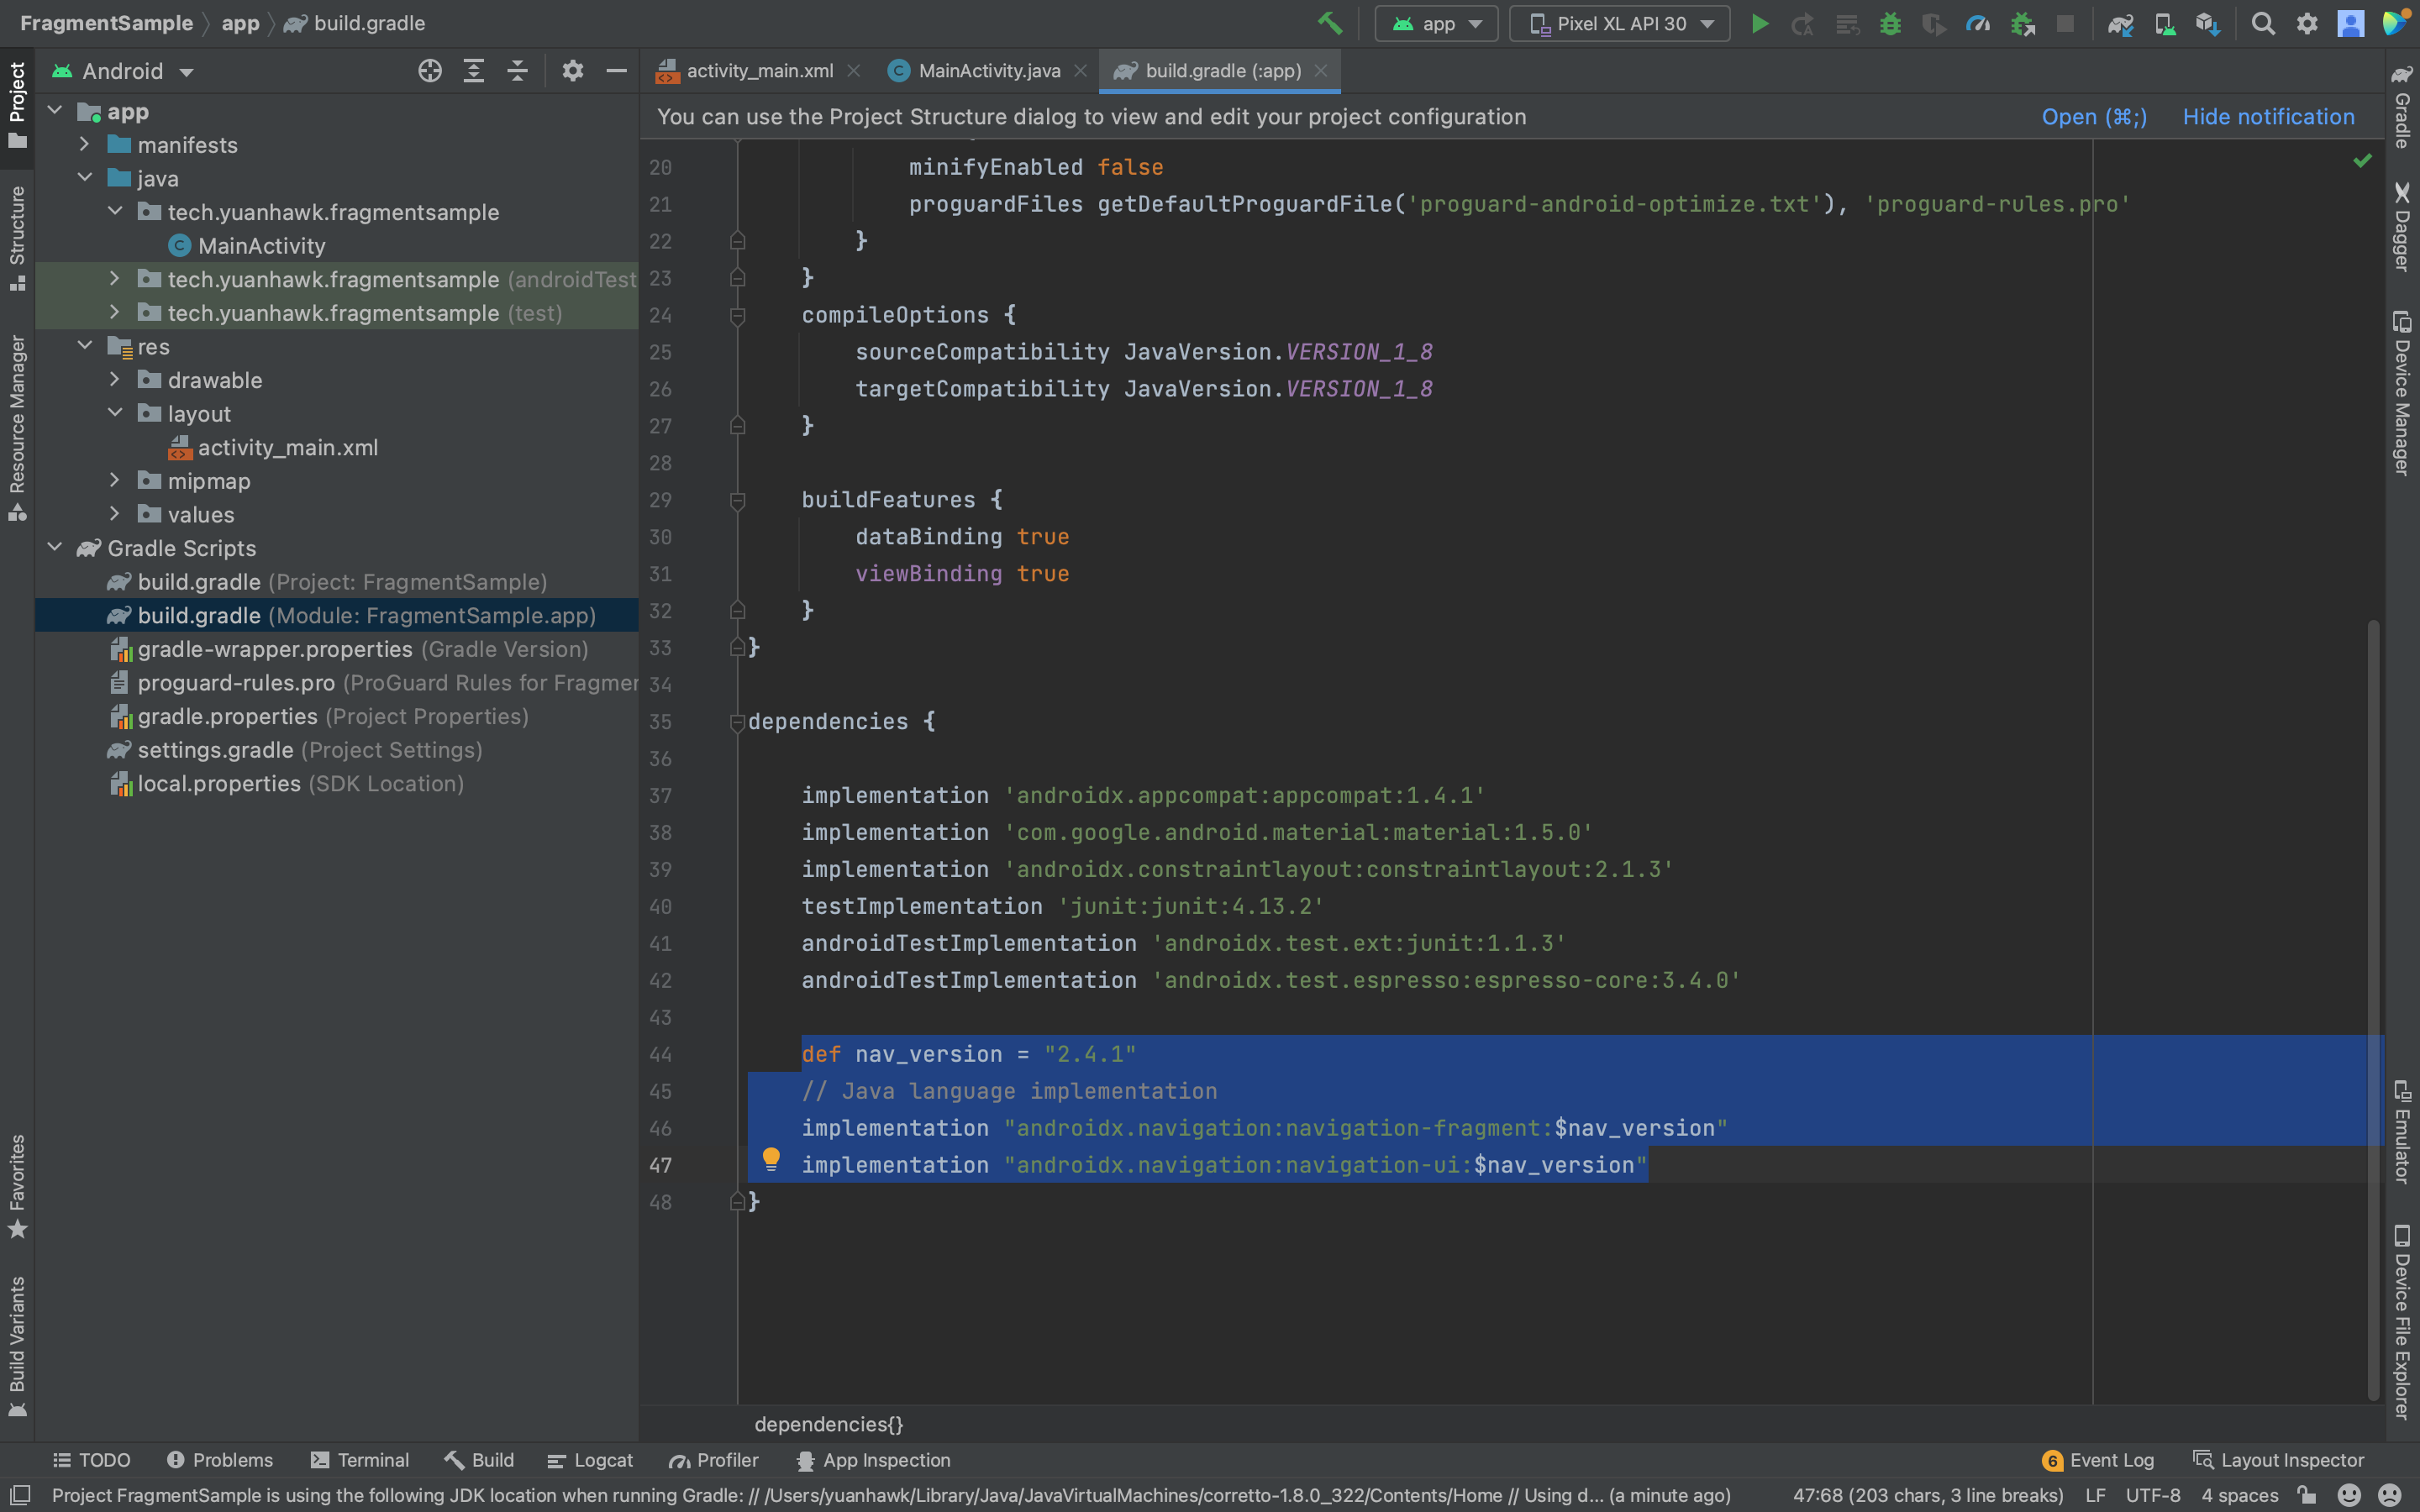 FragmentSample app build.gradle
app
Pixel XL API 30
Android
activity_main.xml
MainActivity.java
build.gradle (:app)
You can use the Project Structure dialog to view and edit your project configuration
Open (⌘;)
Hide notification
Project
Structure
Resource Manager
Favorites
Build Variants
app
manifests
java
tech.yuanhawk.fragmentsample
MainActivity
tech.yuanhawk.fragmentsample (androidTest
tech.yuanhawk.fragmentsample (test)
res
drawable
layout
activity_main.xml
mipmap
values
Gradle Scripts
build.gradle (Project: FragmentSample)
build.gradle (Module: FragmentSample.app)
gradle-wrapper.properties (Gradle Version)
proguard-rules.pro (ProGuard Rules for Fragmen
gradle.properties (Project Properties)
settings.gradle (Project Settings)
local.properties (SDK Location)
20 minifyEnabled false
21 proguardFiles getDefaultProguardFile('proguard-android-optimize.txt'), 'proguard-rules.pro'
22 }
23 }
24 compileOptions {
25 sourceCompatibility JavaVersion.VERSION_1_8
26 targetCompatibility JavaVersion.VERSION_1_8
27 }
28
29 buildFeatures {
30 dataBinding true
31 viewBinding true
32 }
33 }
34
35 dependencies {
36
37 implementation 'androidx.appcompat:appcompat:1.4.1'
38 implementation 'com.google.android.material:material:1.5.0'
39 implementation 'androidx.constraintlayout:constraintlayout:2.1.3'
40 testImplementation 'junit:junit:4.13.2'
41 androidTestImplementation 'androidx.test.ext:junit:1.1.3'
42 androidTestImplementation 'androidx.test.espresso:espresso-core:3.4.0'
43
44 def nav_version = "2.4.1"
45 // Java language implementation
46 implementation "androidx.navigation:navigation-fragment:$nav_version"
47 implementation "androidx.navigation:navigation-ui:$nav_version"
48 }
dependencies{}
Gradle
Dagger
Device Manager
Emulator
Device File Explorer
TODO
Problems
Terminal
Build
Logcat
Profiler
App Inspection
6 Event Log
Layout Inspector
Project FragmentSample is using the following JDK location when running Gradle: // /Users/yuanhawk/Library/Java/JavaVirtualMachines/corretto-1.8.0_322/Contents/Home // Using d... (a minute ago)
47:68 (203 chars, 3 line breaks)
LF
UTF-8
4 spaces